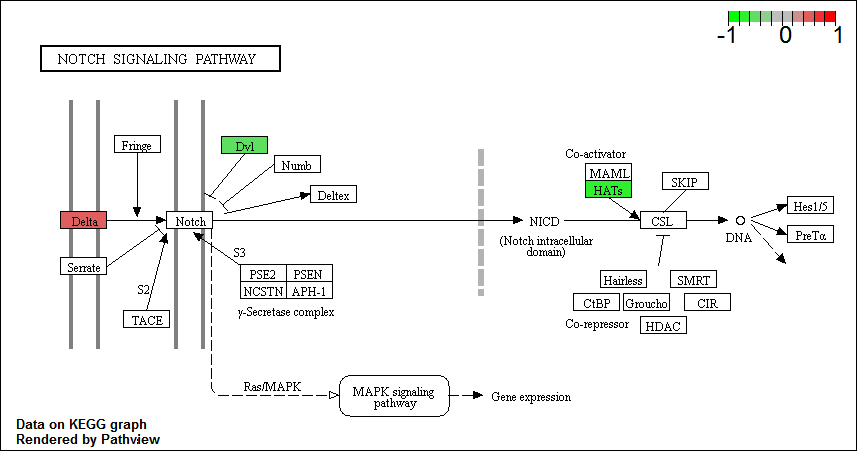 -1 0 1
NOTCH SIGNALING PATHWAY
Fringe
Dvl
Numb
Deltex
Delta
Notch
Serrate
S2
TACE
S3
PSE2 PSEN
NCSTN APH-1
γ-Secretase complex
NICD
(Notch intracellular
domain)
Co-activator
MAML
HATs
SKIP
CSL
DNA
Hes1/5
PreTα
Hairless SMRT
CtBP Groucho CIR
Co-repressor HDAC
Ras/MAPK
MAPK signaling
pathway
Gene expression
Data on KEGG graph
Rendered by Pathview